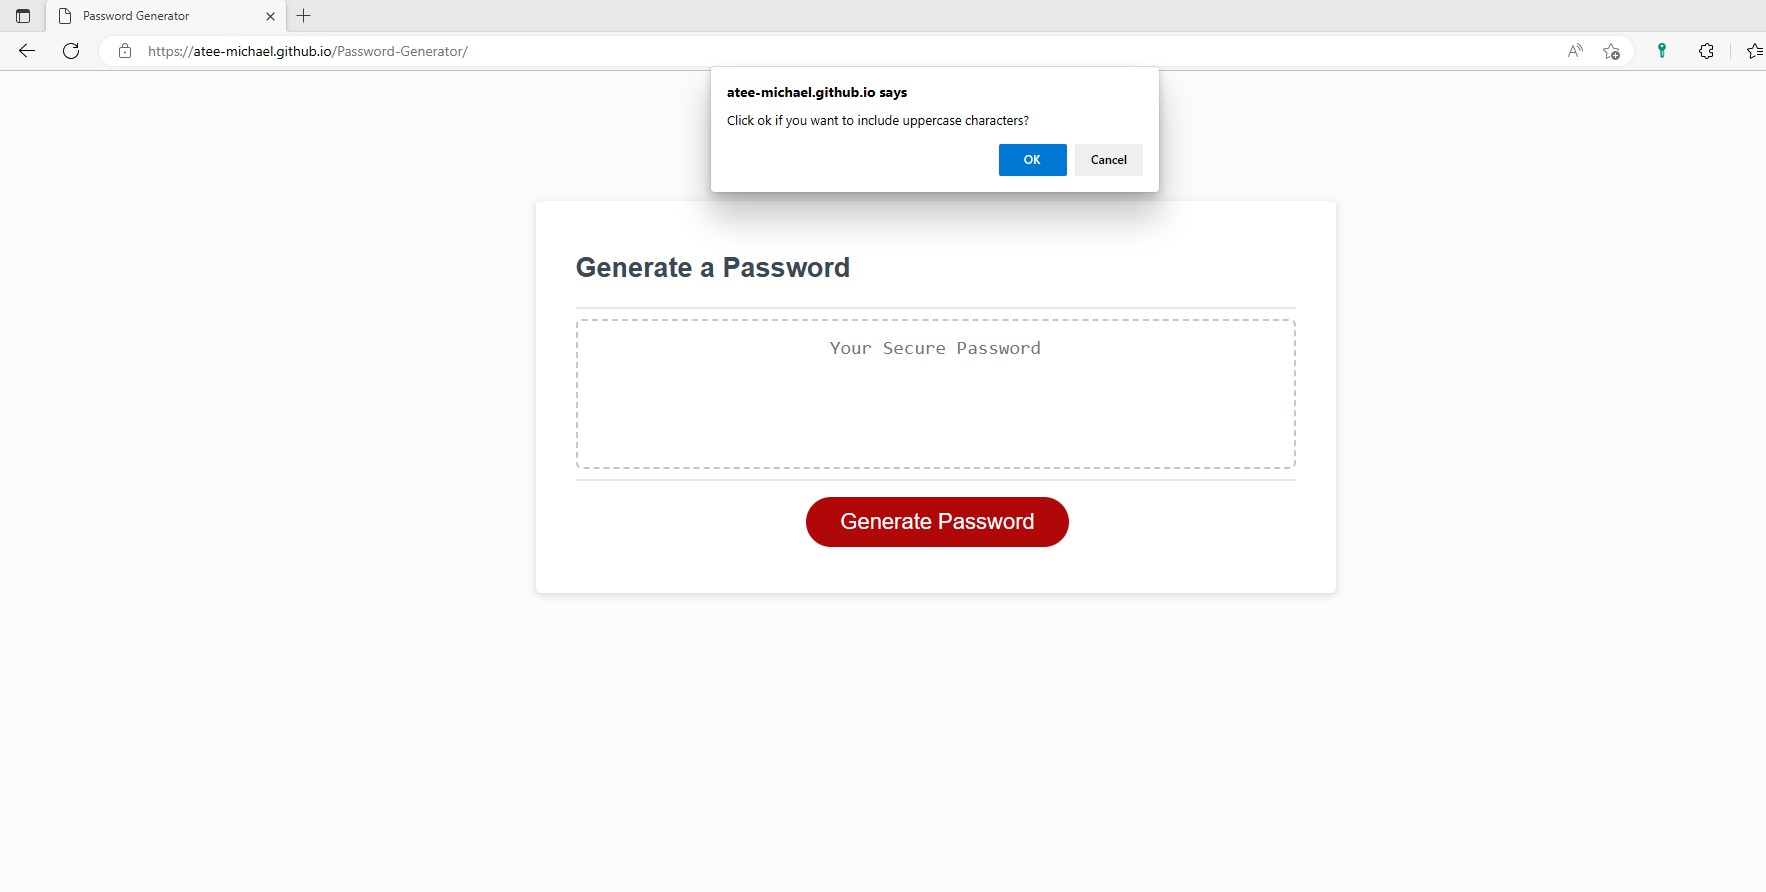 Password Generator
https://atee-michael.github.io/Password-Generator/
atee-michael.github.io says
Click ok if you want to include uppercase characters?
OK
Cancel
Generate a Password
Your Secure Password
Generate Password